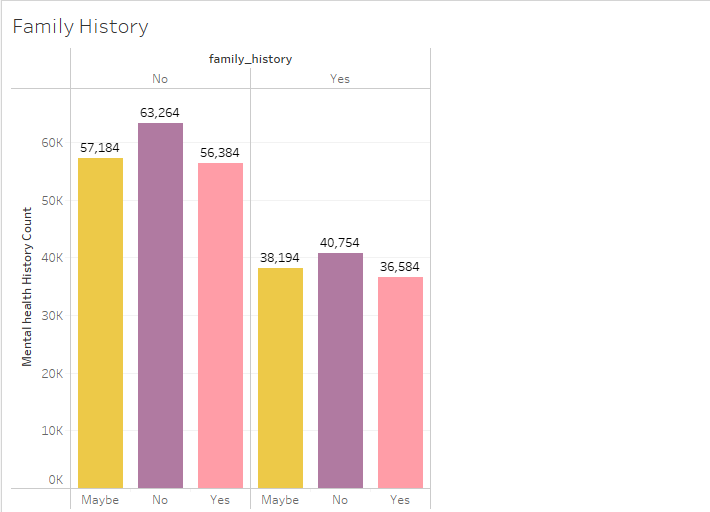 Family History
family_history
No Yes
63,264
57,184
56,384
40,754
38,194
36,584
60K
50K
40K
30K
20K
10K
0K
Mental health History Count
Maybe No Yes Maybe No Yes